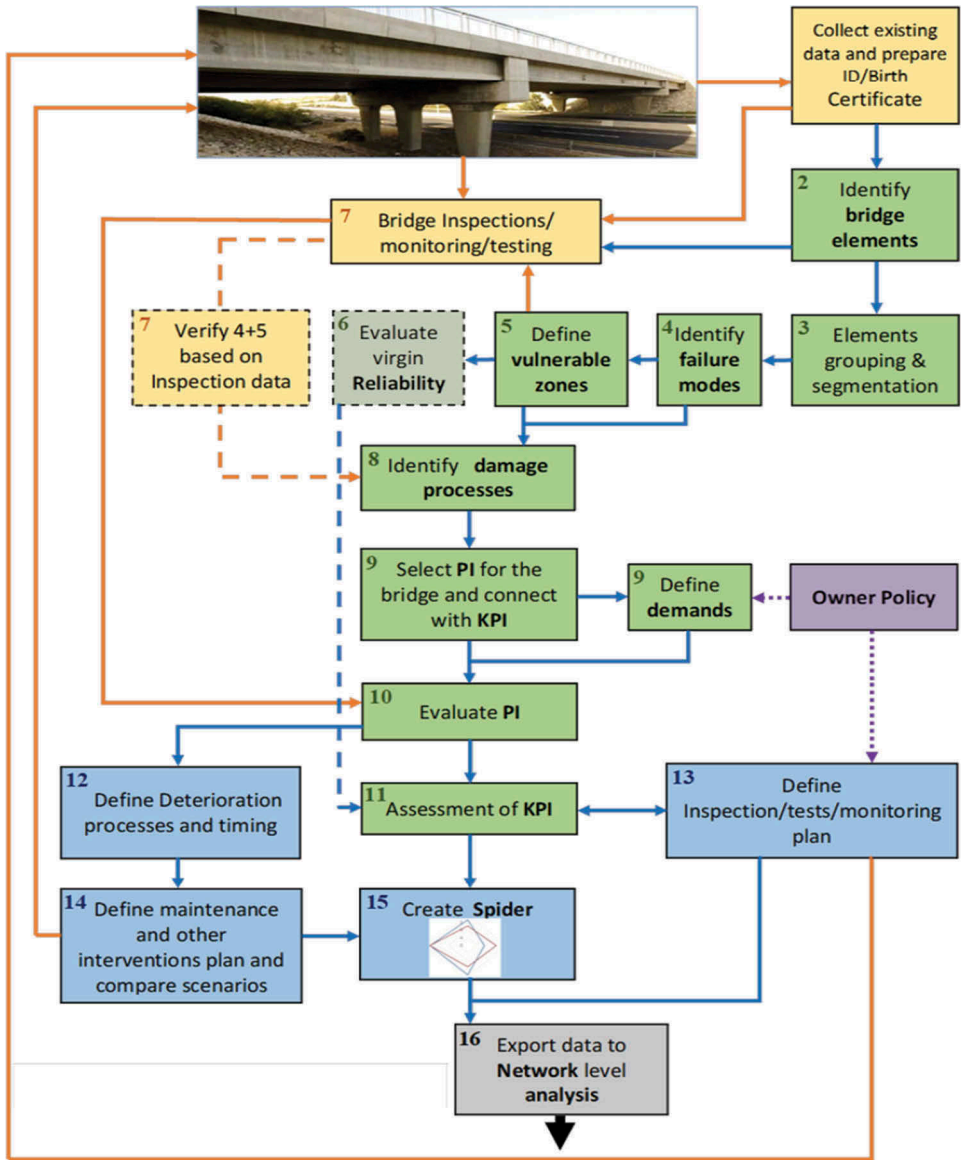 Collect existing
data and prepare
ID/Birth
Certificate
2
Identify
bridge
elements
7
Bridge Inspections/
monitoring/testing
7
Verify 4+5
based on
Inspection data
6
Evaluate
virgin
Reliability
5
Define
vulnerable
zones
4
Identify
failure
modes
3
Elements
grouping &
segmentation
8
Identify damage
processes
9
Select PI for the
bridge and connect
with KPI
9
Define
demands
Owner Policy
10
Evaluate PI
12
Define Deterioration
processes and timing
11
Assessment of KPI
13
Define
Inspection/tests/monitoring
plan
14
Define maintenance
and other
interventions plan and
compare scenarios
15
Create Spider
16
Export data to
Network level
analysis